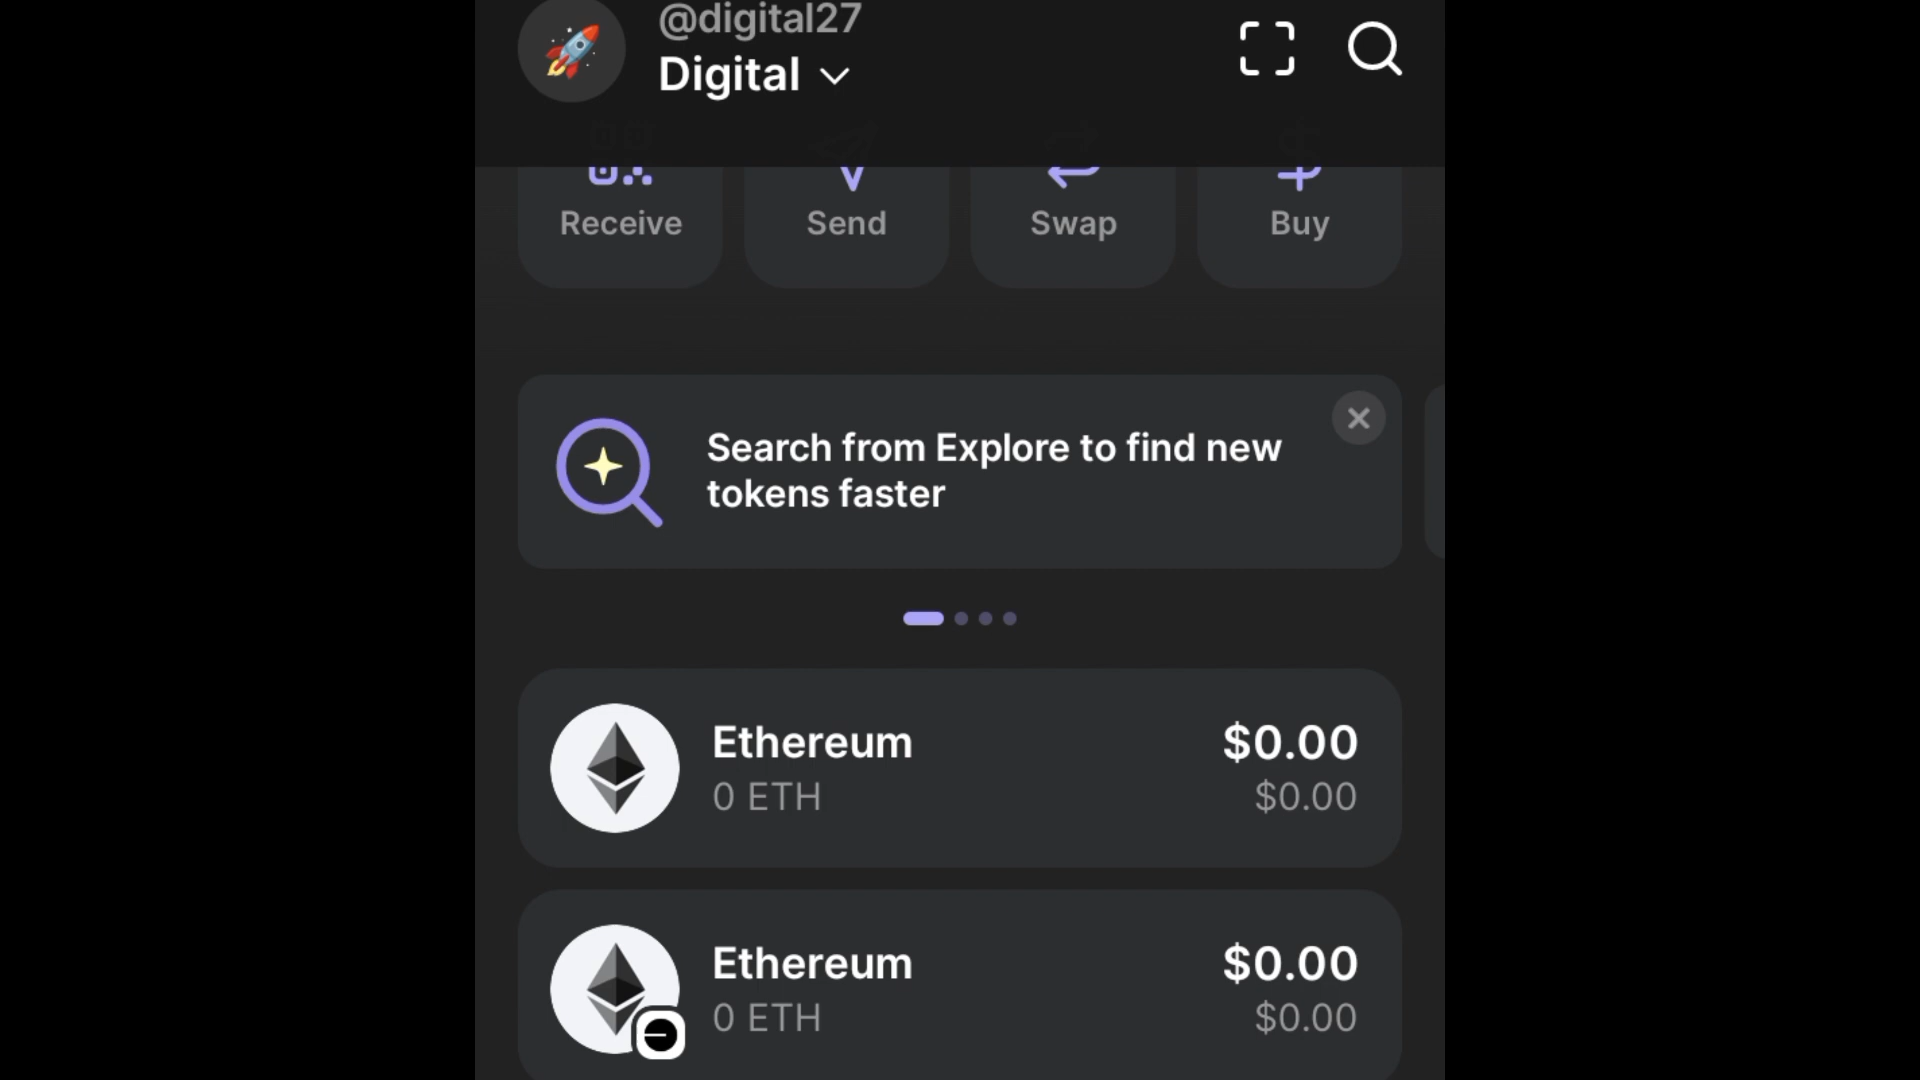 @digital27
Digital
Receive
Send
Swap
Buy
Search from Explore to find new
tokens faster
Ethereum
$0.00
0 ETH
$0.00
Ethereum
$0.00
0 ETH
$0.00